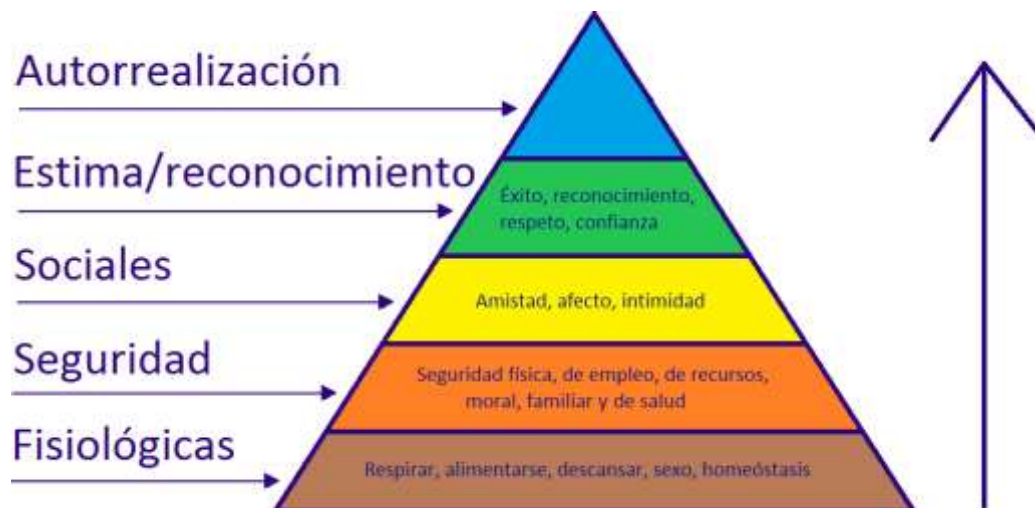 Autorrealización
Estima/reconocimiento
Éxito, reconocimiento,
respeto, confianza
Sociales
Amistad, afecto, intimidad
Seguridad
Seguridad física, de empleo, de recursos,
moral, familiar y de salud
Fisiológicas
Respirar, alimentarse, descansar, sexo, homeóstasis